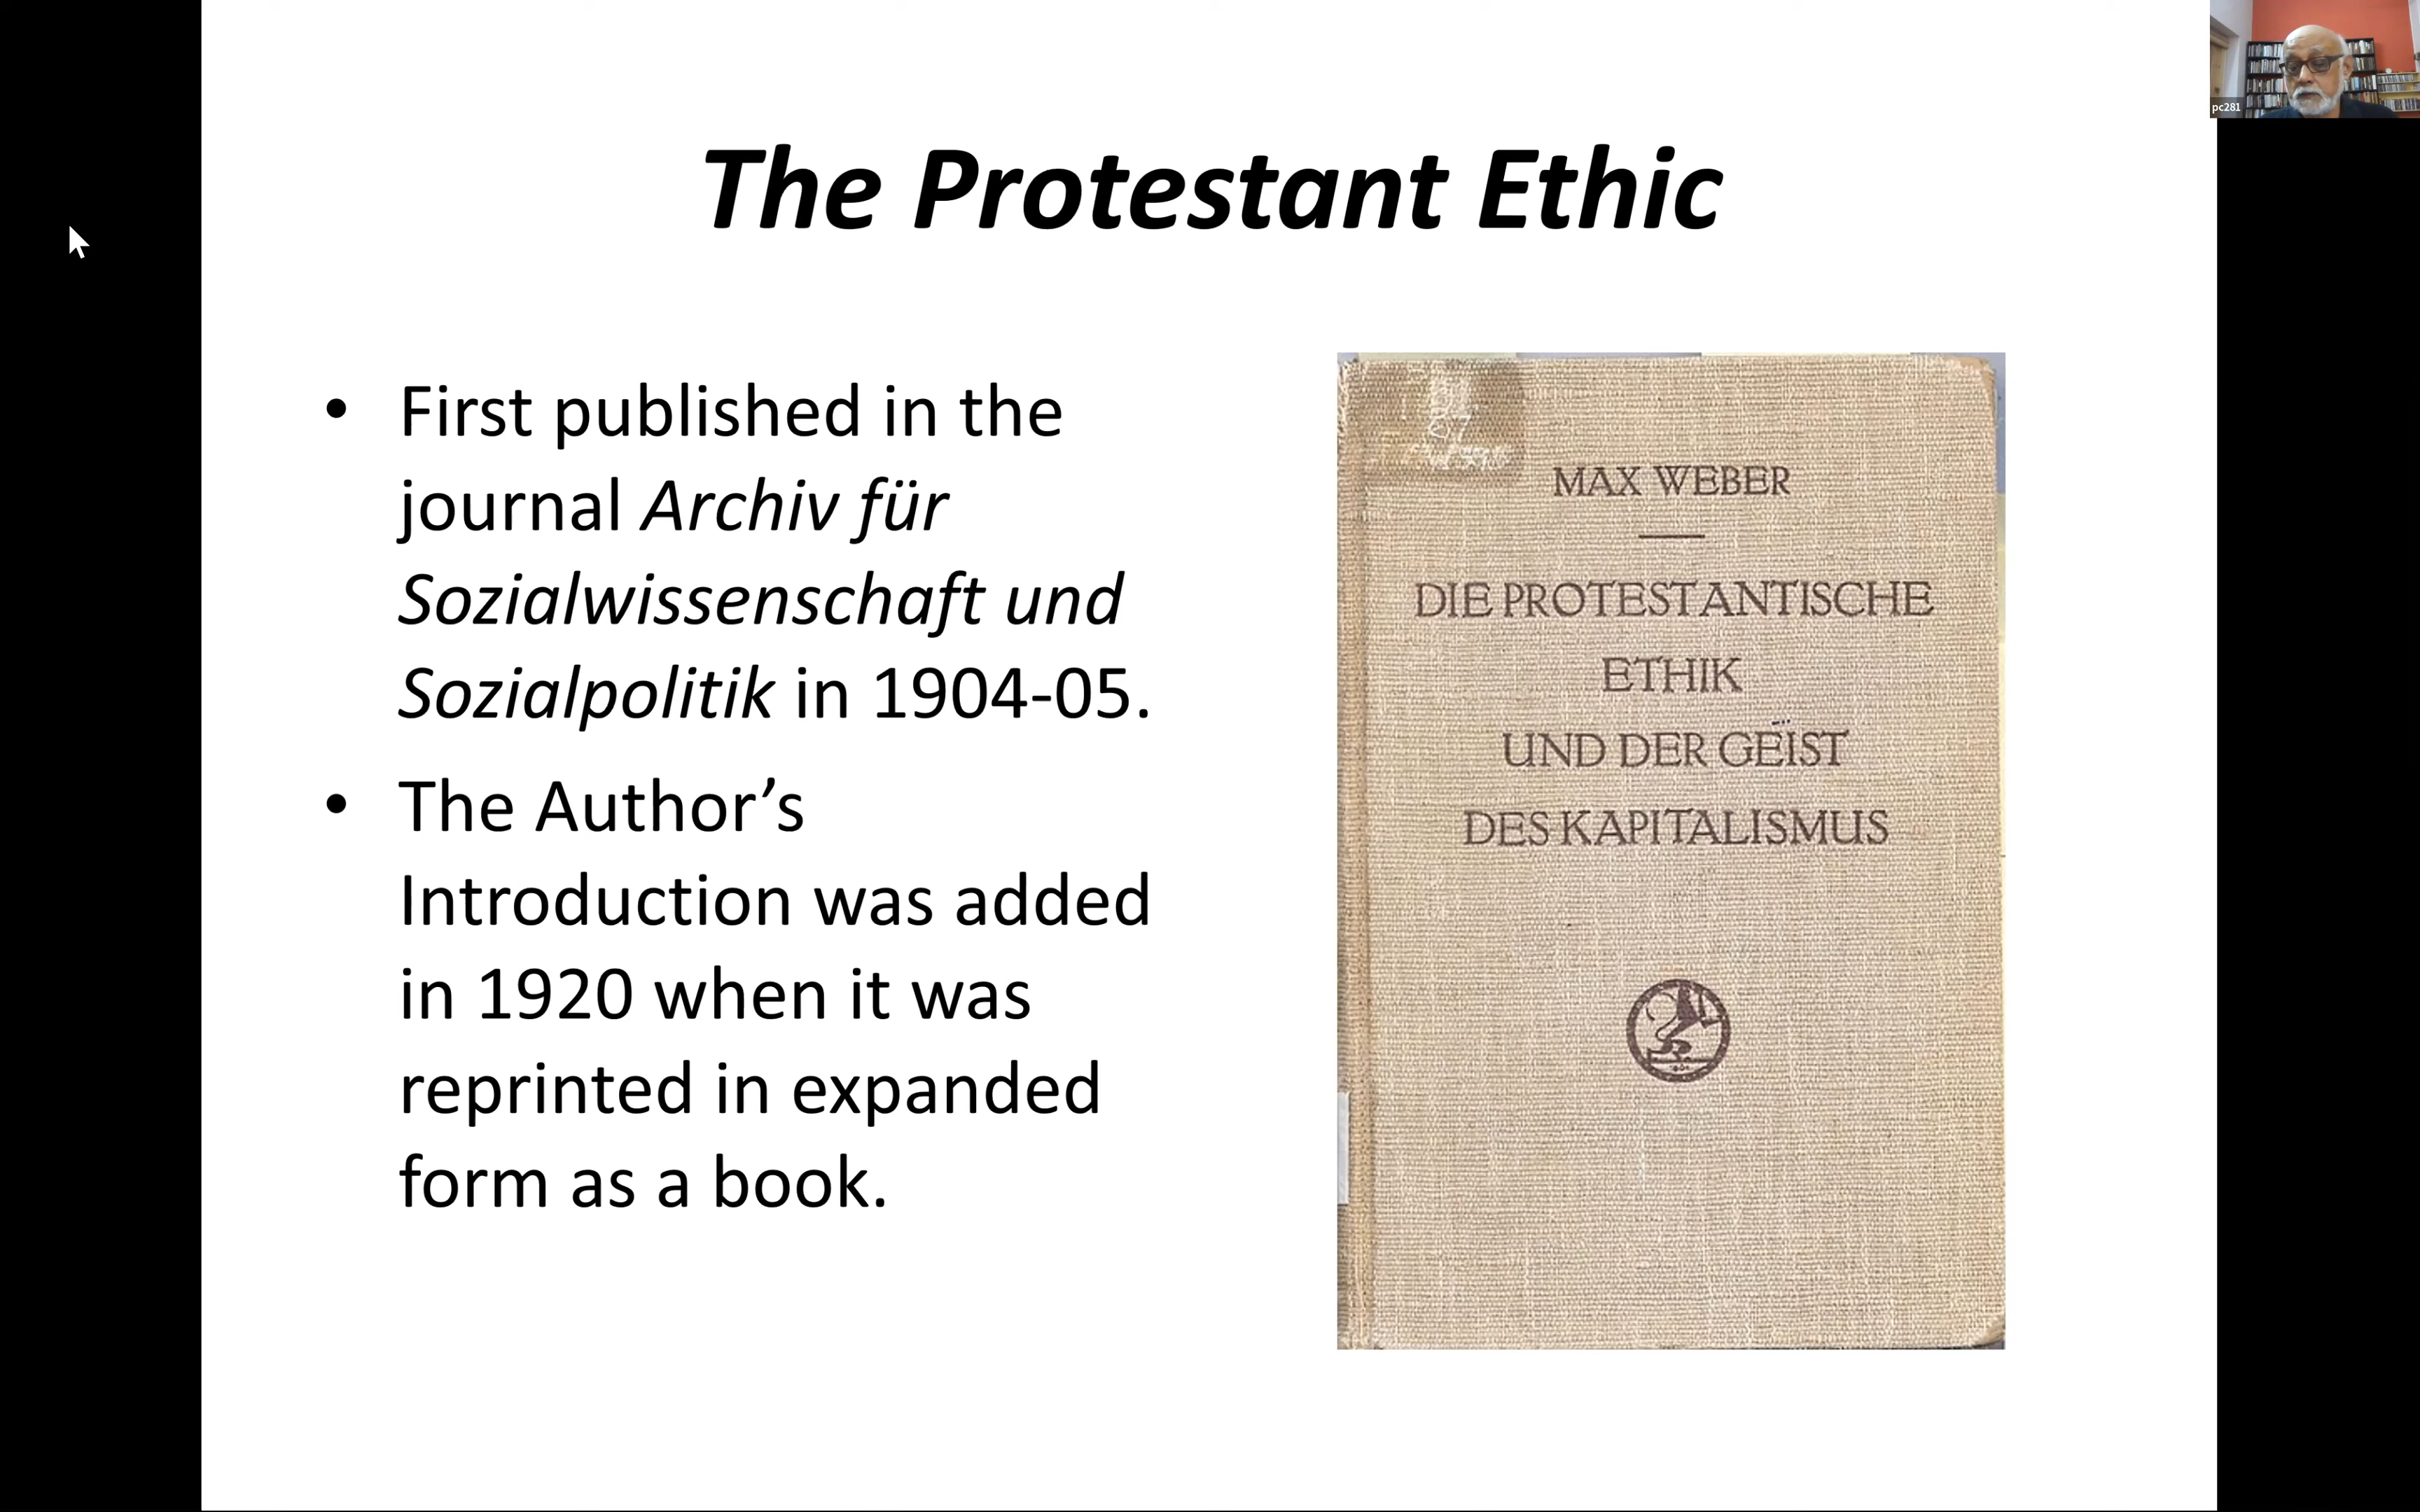 pc281
The Protestant Ethic
• First published in the
journal Archiv für
Sozialwissenschaft und
Sozialpolitik in 1904-05.
• The Author’s
Introduction was added
in 1920 when it was
reprinted in expanded
form as a book.
MAX WEBER
DIE PROTESTANTISCHE
ETHIK
UND DER GEIST
DES KAPITALISMUS